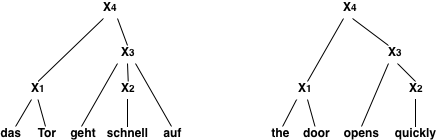 X4 X4
X3 X3
X1 X2 X1 X2
das Tor geht schnell auf the door opens quickly